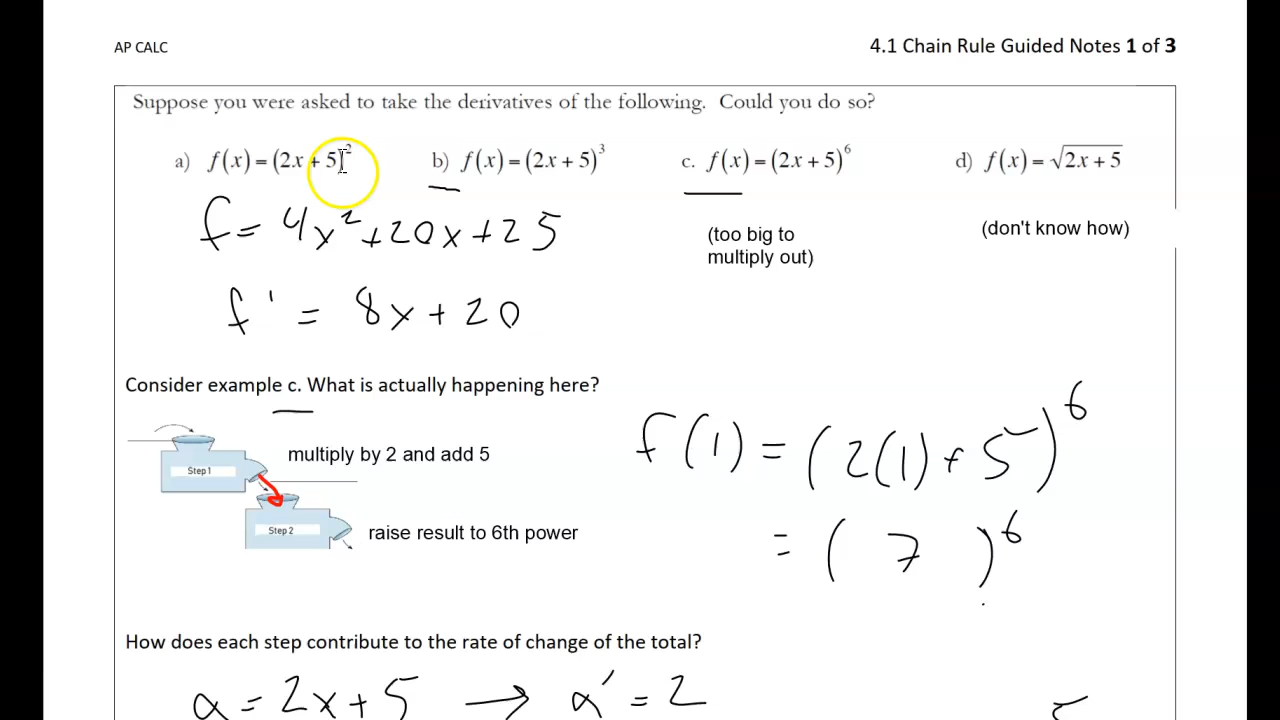 AP CALC
4.1 Chain Rule Guided Notes 1 of 3
Suppose you were asked to take the derivatives of the following. Could you do so?
a) f(x) = (2x + 5)² b) f(x) = (2x + 5)³ c. f(x) = (2x + 5)⁶ d) f(x) = √(2x + 5)
f = 4x² + 20x + 25
(too big to
multiply out)
(don't know how)
f' = 8x + 20
Consider example c. What is actually happening here?
f(1) = (2(1) + 5)⁶
Step 1
multiply by 2 and add 5
Step 2
raise result to 6th power
= ( 7 )⁶
How does each step contribute to the rate of change of the total?
a = 2x + 5 → a' = 2